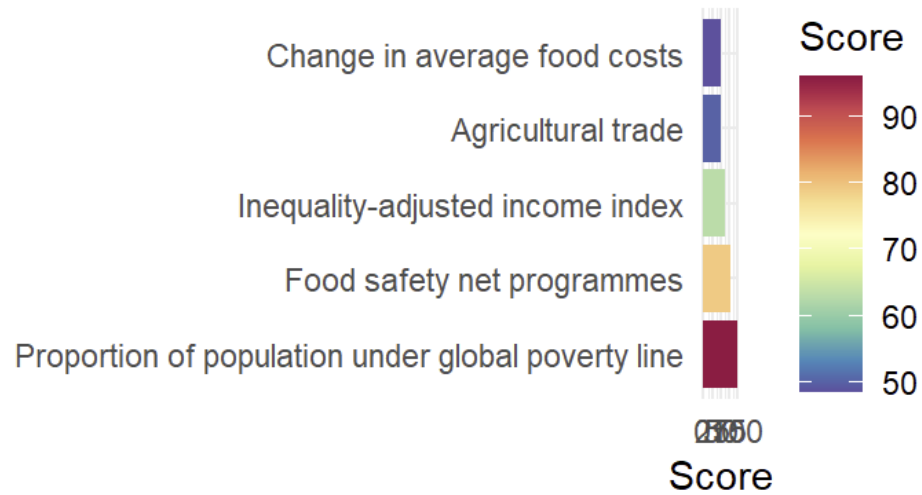 Change in average food costs
Agricultural trade
Inequality-adjusted income index
Food safety net programmes
Proportion of population under global poverty line
Score
Score
90
80
70
60
50